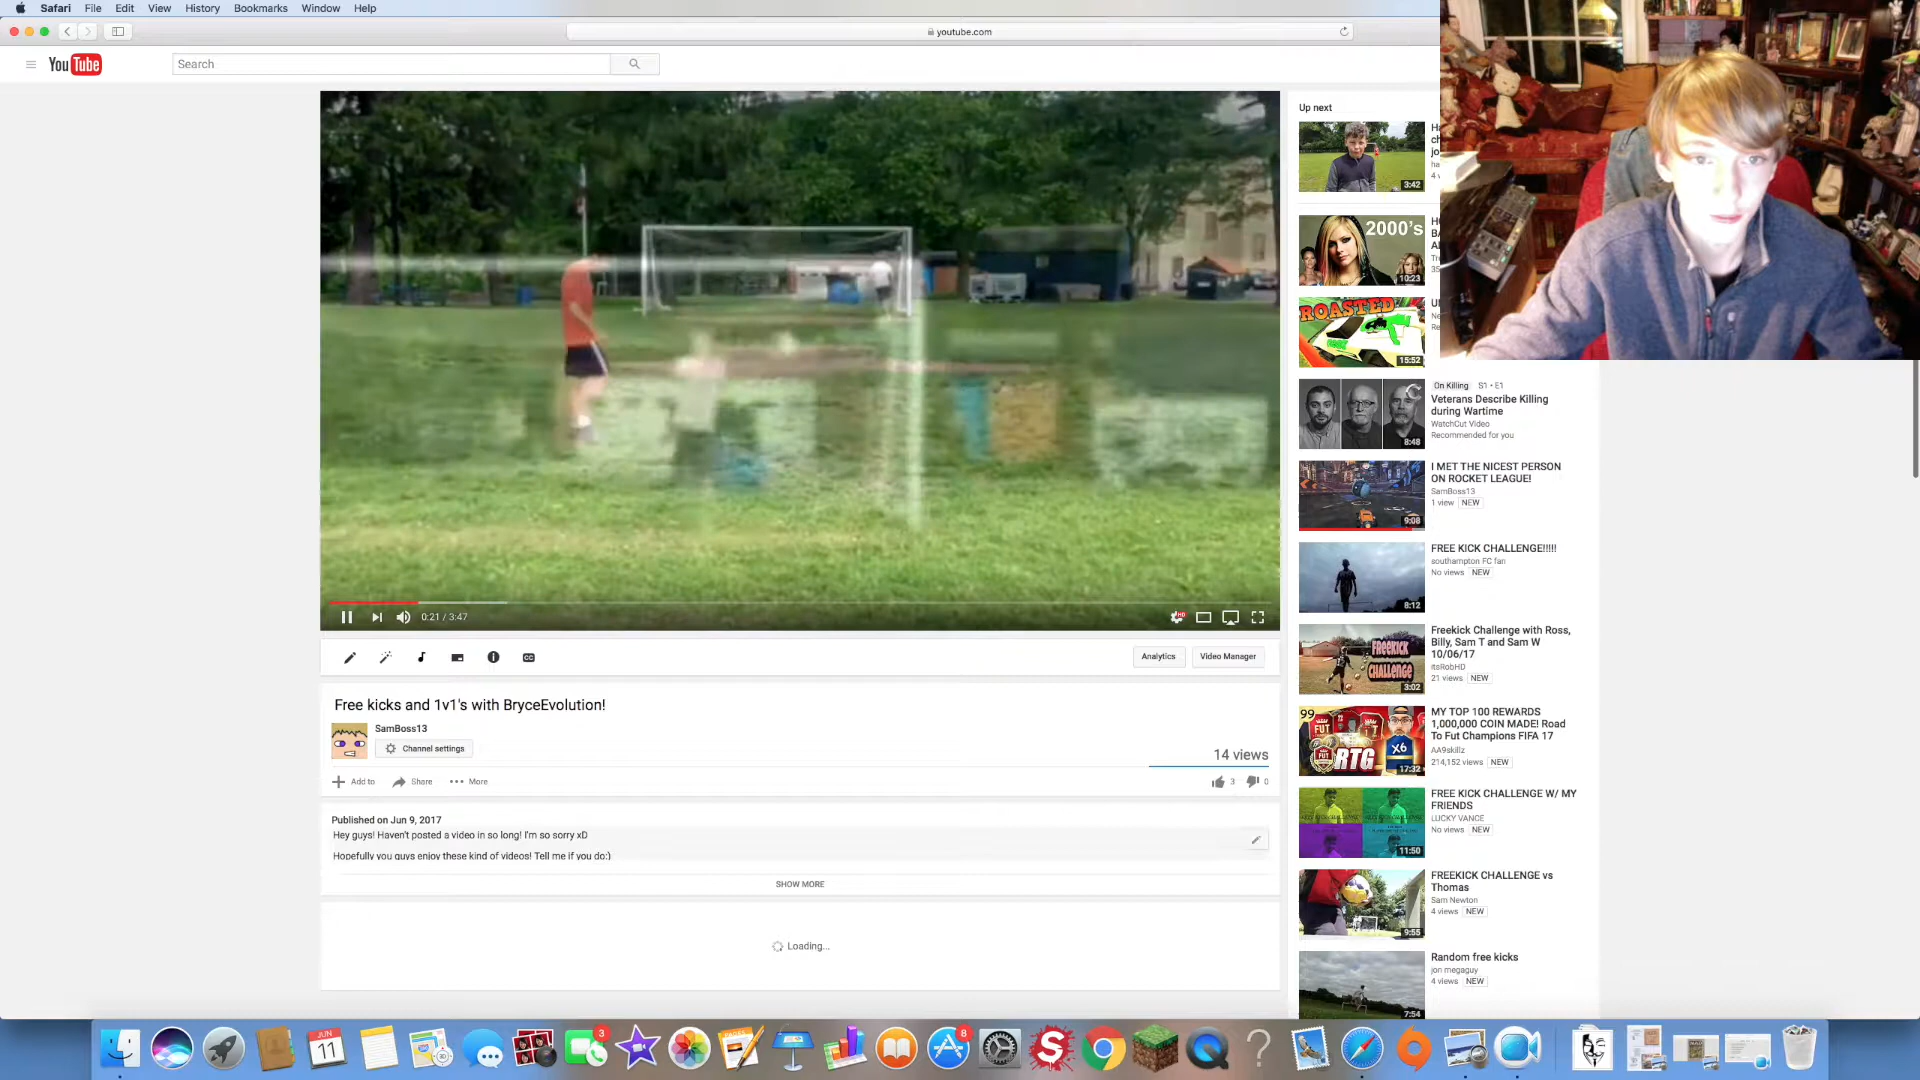 Safari File Edit View History Bookmarks Window Help
youtube.com
YouTube
Search
Up next
3:42
2000's
10:23
ROASTED
15:52
On Killing S1 • E1
Veterans Describe Killing
during Wartime
WatchCut Video
Recommended for you
8:48
I MET THE NICEST PERSON
ON ROCKET LEAGUE!
SamBoss13
1 view NEW
9:08
FREE KICK CHALLENGE!!!!!
southampton FC fan
No views NEW
8:12
Freekick Challenge with Ross,
Billy, Sam T and Sam W
10/06/17
itsRobHD
21 views NEW
FREEKICK
CHALLENGE
3:02
MY TOP 100 REWARDS
1,000,000 COIN MADE! Road
To Fut Champions FIFA 17
AA9skillz
214,152 views NEW
99
FUT
RTG
X6
17:32
FREE KICK CHALLENGE W/ MY
FRIENDS
LUCKY VANCE
No views NEW
11:50
FREEKICK CHALLENGE vs
Thomas
Sam Newton
4 views NEW
9:55
Random free kicks
jon megaguy
4 views NEW
7:54
0:21 / 3:47
HD
CC
Analytics
Video Manager
Free kicks and 1v1's with BryceEvolution!
SamBoss13
Channel settings
14 views
Add to
Share
More
3
0
Published on Jun 9, 2017
Hey guys! Haven't posted a video in so long! I'm so sorry xD
Hopefully you guys enjoy these kind of videos! Tell me if you do:)
SHOW MORE
Loading...
JUN
11
3
8